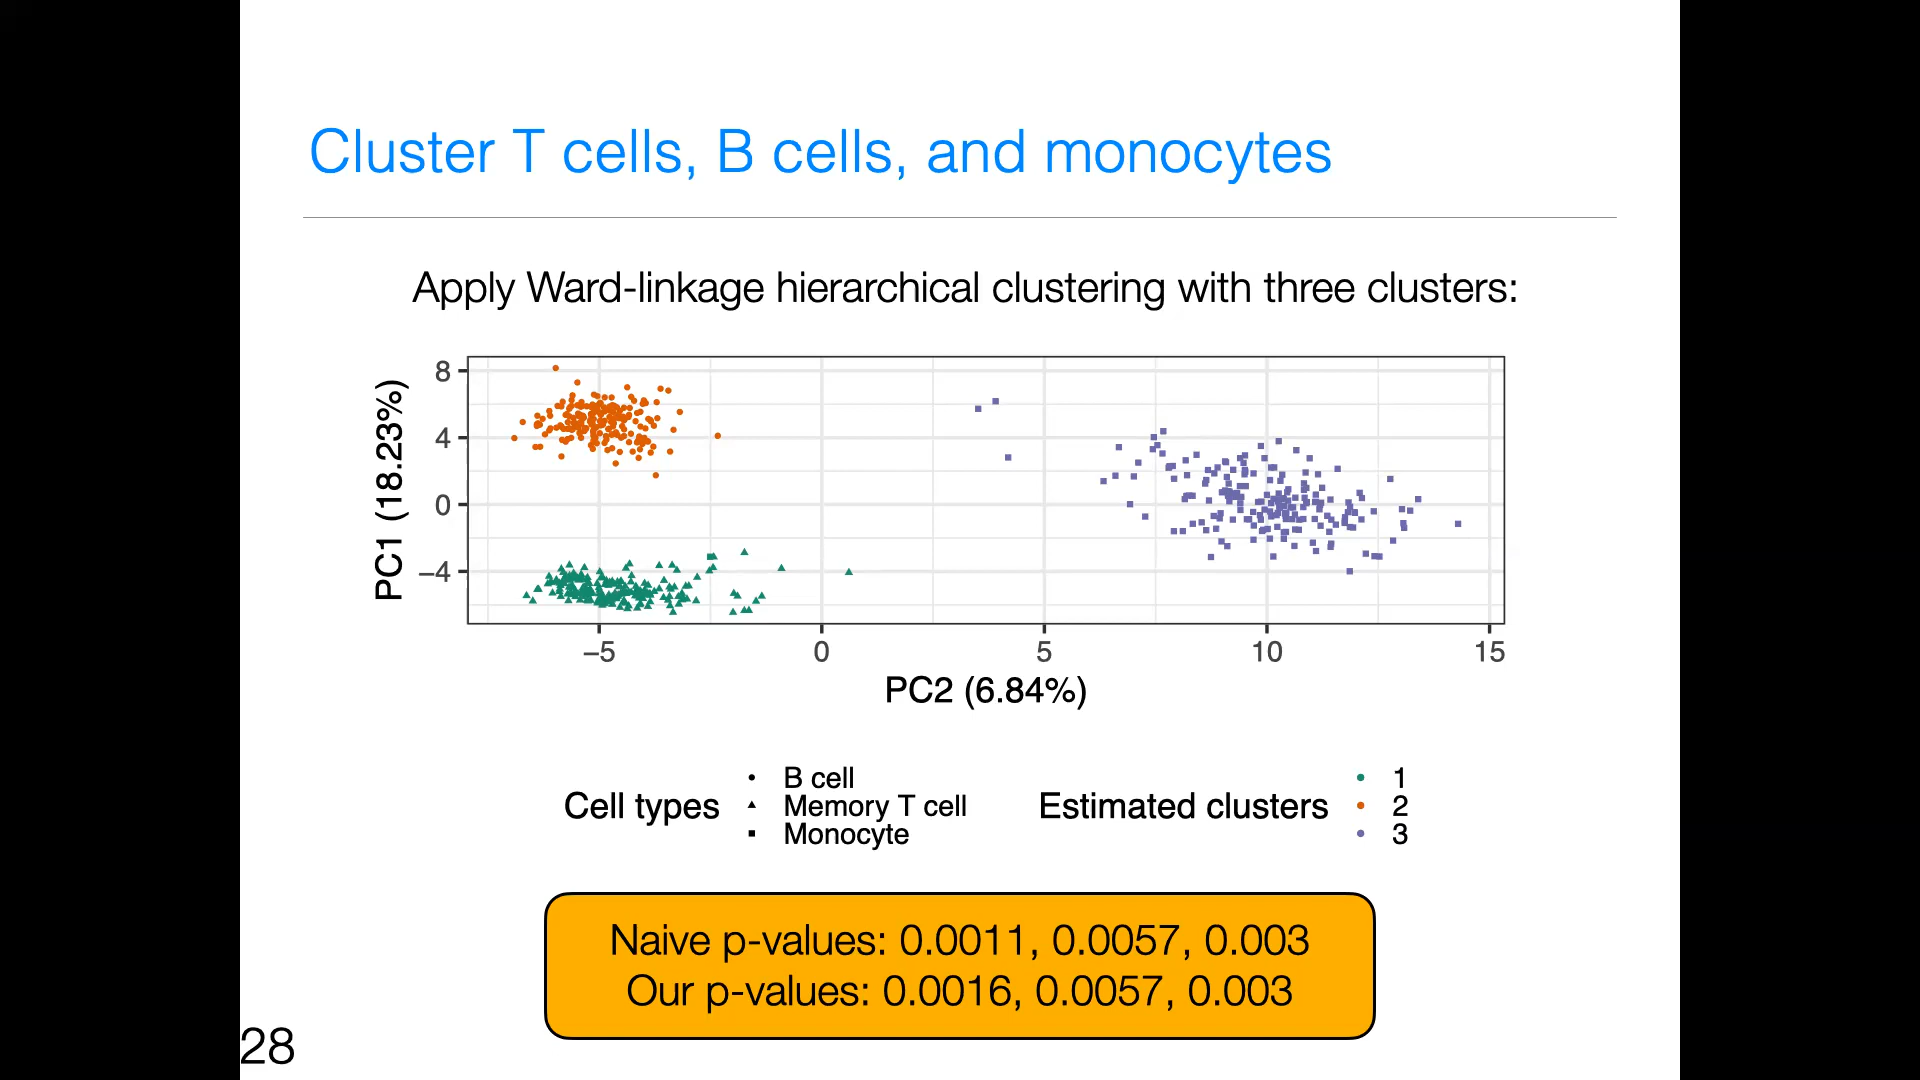 Cluster T cells, B cells, and monocytes
Apply Ward-linkage hierarchical clustering with three clusters:
8
4
0
−4
PC1 (18.23%)
−5
0
5
10
15
PC2 (6.84%)
Cell types
B cell
Memory T cell
Monocyte
Estimated clusters
1
2
3
Naive p-values: 0.0011, 0.0057, 0.003
Our p-values: 0.0016, 0.0057, 0.003
28